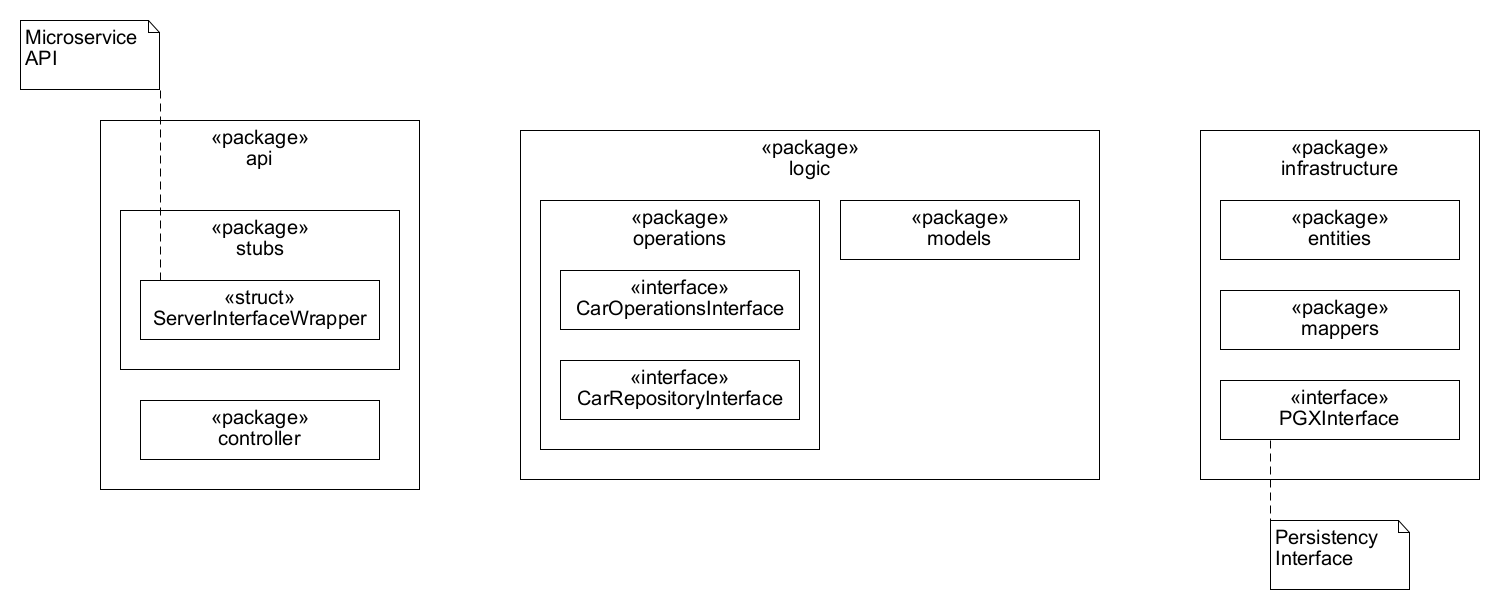 Microservice
API
«package»
api
«package»
stubs
«struct»
ServerInterfaceWrapper
«package»
controller
«package»
logic
«package»
operations
«interface»
CarOperationsInterface
«interface»
CarRepositoryInterface
«package»
models
«package»
infrastructure
«package»
entities
«package»
mappers
«interface»
PGXInterface
Persistency
Interface